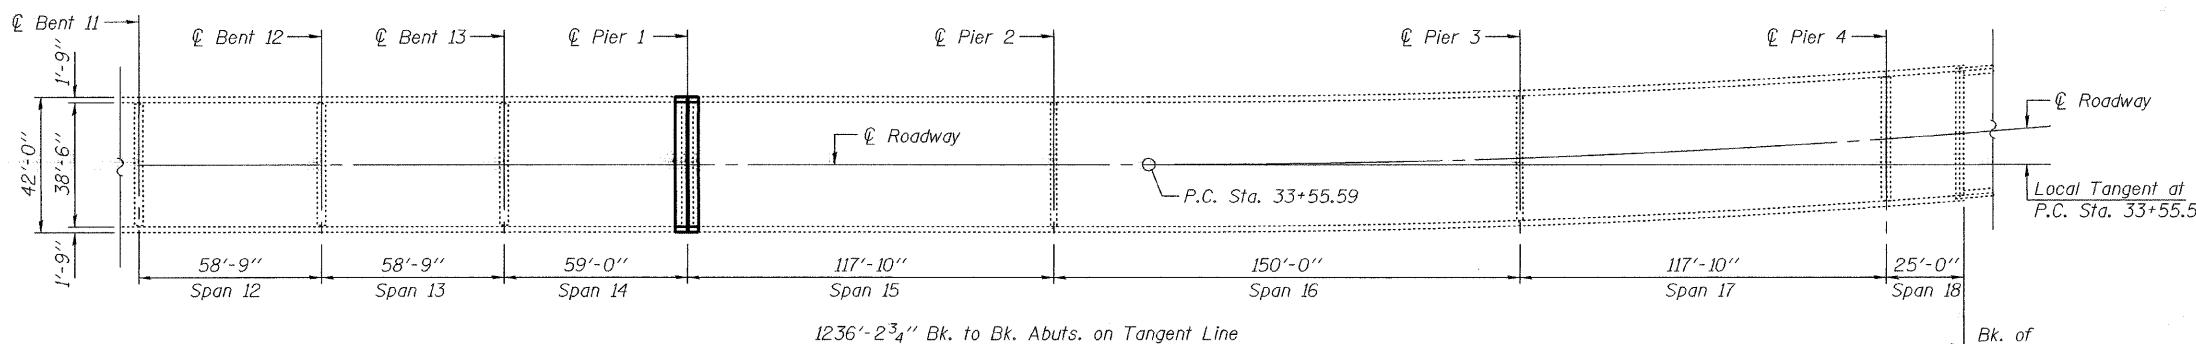 ℄ Bent 11
℄ Bent 12
℄ Bent 13
℄ Pier 1
℄ Pier 2
℄ Pier 3
℄ Pier 4
1'-9"
42'-0"
38'-6"
1'-9"
℄ Roadway
℄ Roadway
P.C. Sta. 33+55.59
Local Tangent at
P.C. Sta. 33+55.5
58'-9"
Span 12
58'-9"
Span 13
59'-0"
Span 14
117'-10"
Span 15
150'-0"
Span 16
117'-10"
Span 17
25'-0"
Span 18
1236'-2¾" Bk. to Bk. Abuts. on Tangent Line
Bk. of